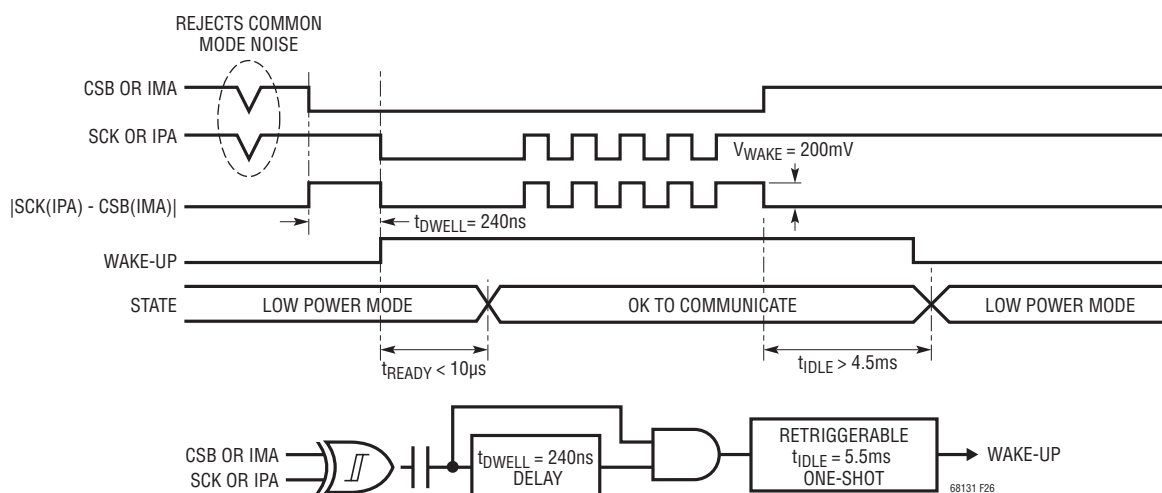 REJECTS COMMON
MODE NOISE
CSB OR IMA
SCK OR IPA
VWAKE = 200mV
|SCK(IPA) - CSB(IMA)|
tDWELL = 240ns
WAKE-UP
STATE
LOW POWER MODE
OK TO COMMUNICATE
LOW POWER MODE
tREADY < 10µs
tIDLE > 4.5ms
CSB OR IMA
SCK OR IPA
tDWELL = 240ns
DELAY
RETRIGGERABLE
tIDLE = 5.5ms
ONE-SHOT
WAKE-UP
68131 F26